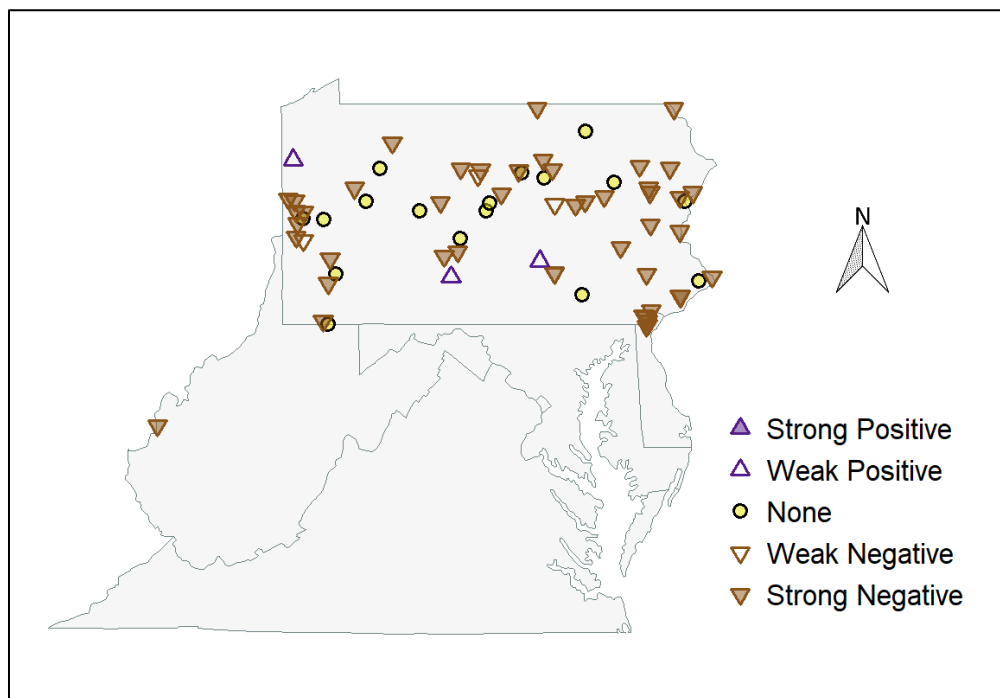 N
Strong Positive
Weak Positive
None
Weak Negative
Strong Negative